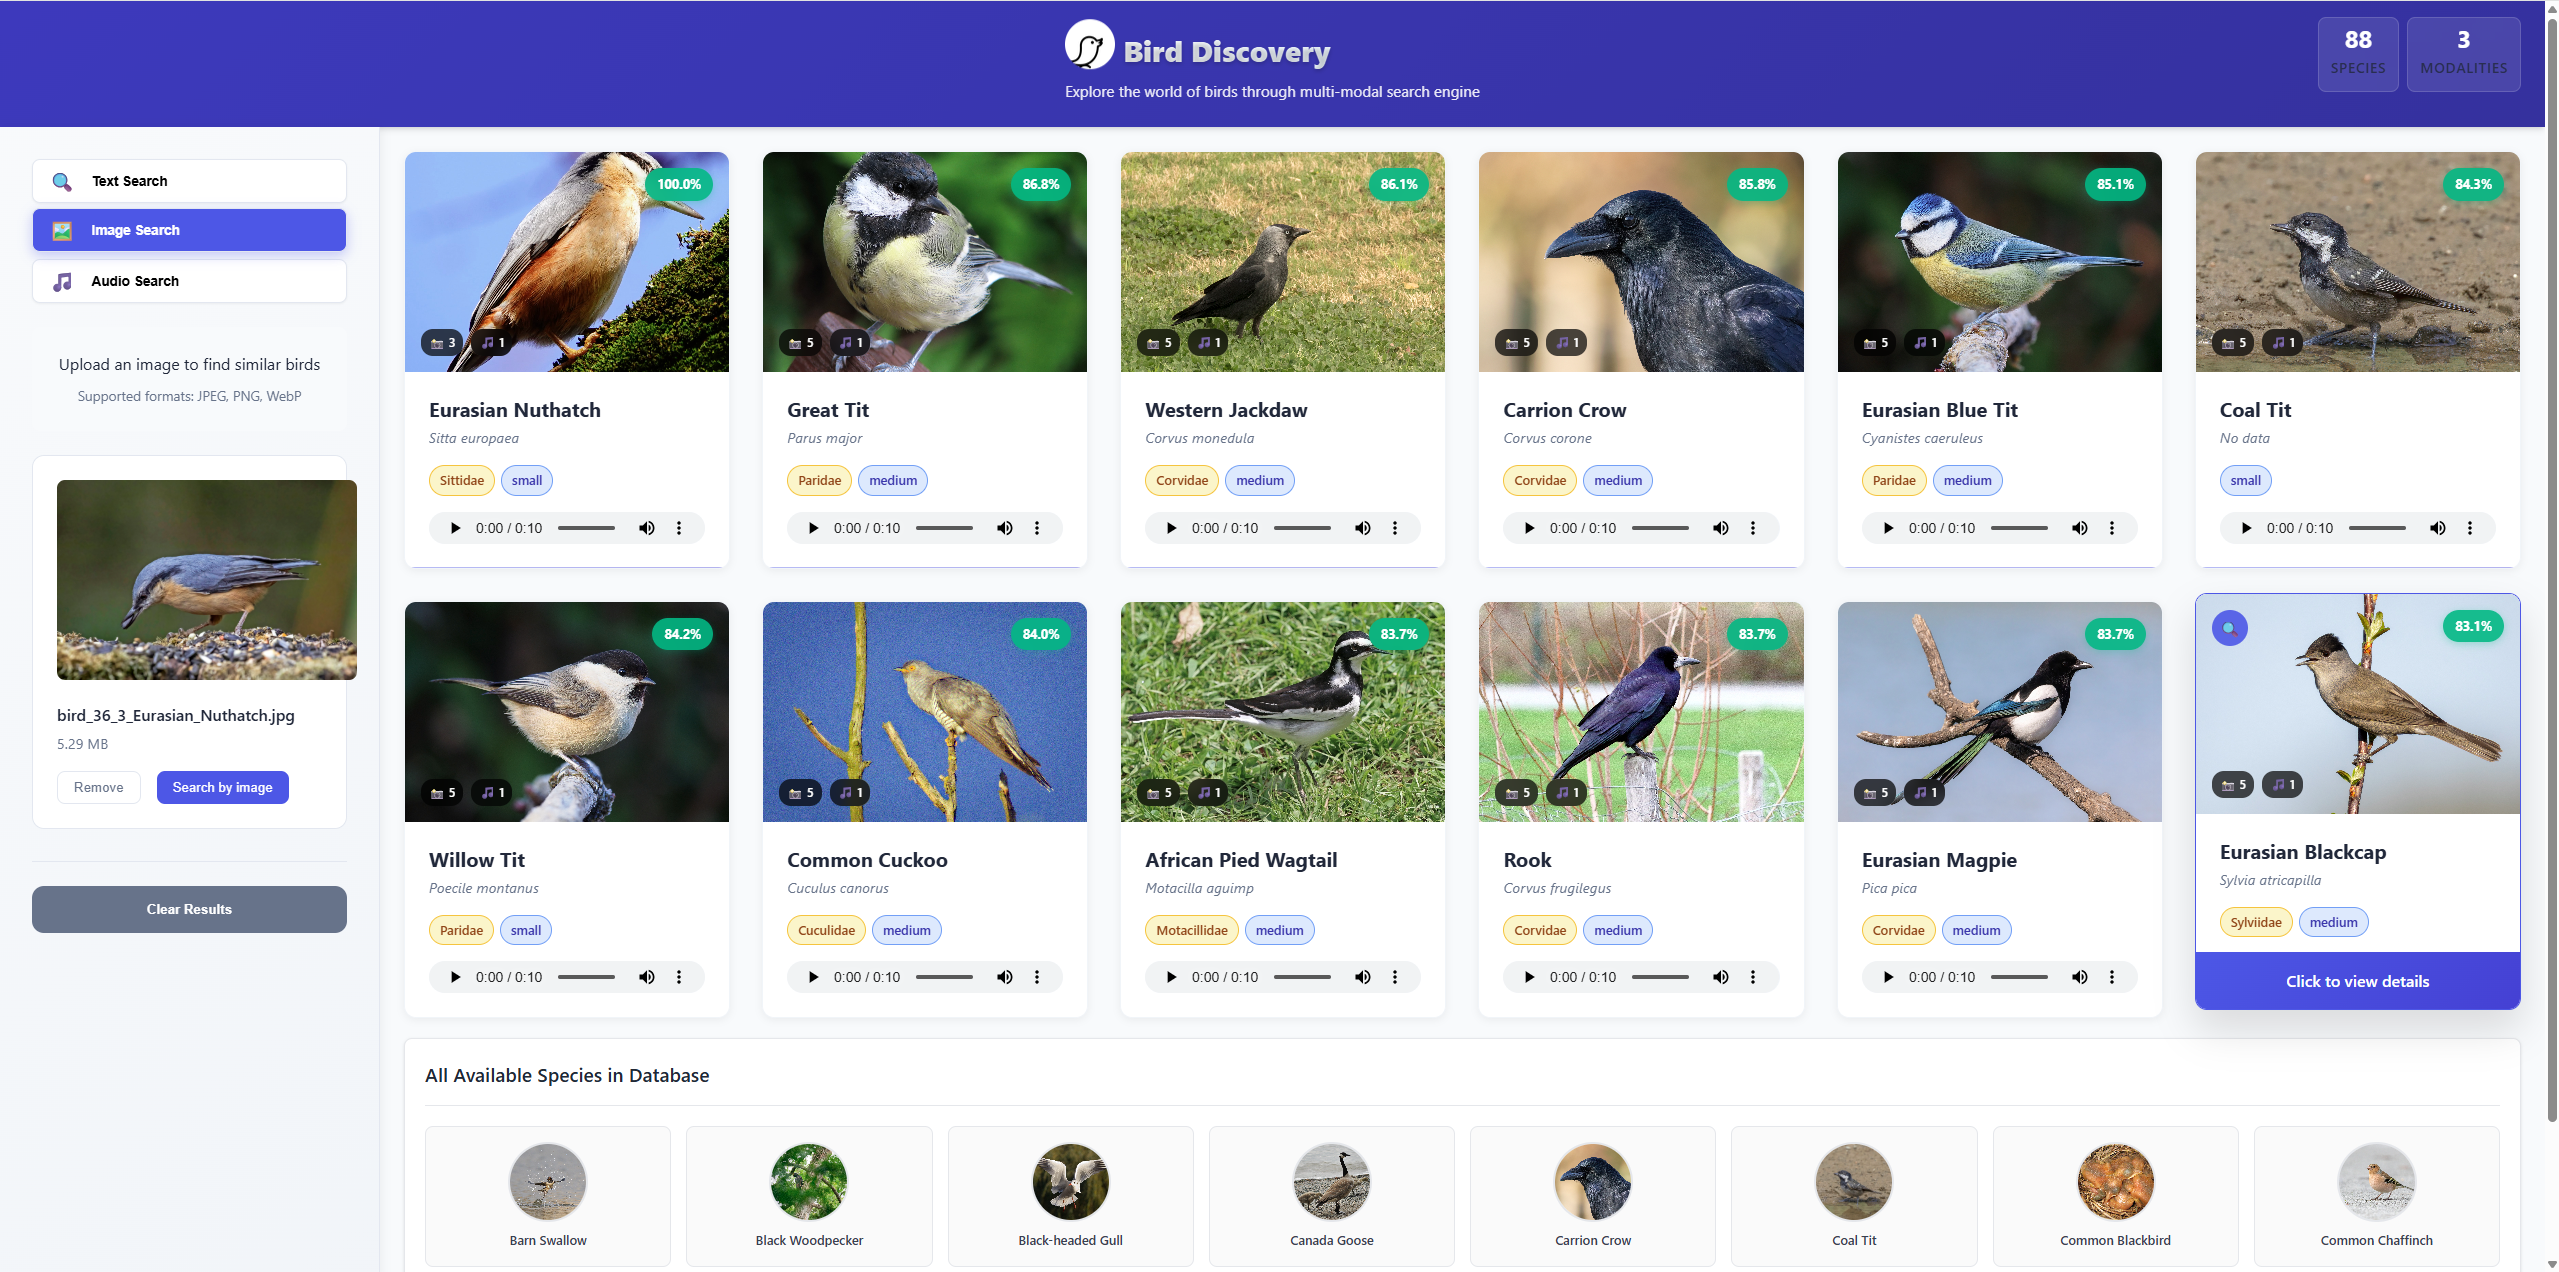 Bird Discovery
Explore the world of birds through multi-modal search engine
88
SPECIES
3
MODALITIES
Text Search
Image Search
Audio Search
Upload an image to find similar birds
Supported formats: JPEG, PNG, WebP
bird_36_3_Eurasian_Nuthatch.jpg
5.29 MB
Remove
Search by image
Clear Results
100.0%
3
1
Eurasian Nuthatch
Sitta europaea
Sittidae
small
0:00 / 0:10
86.8%
5
1
Great Tit
Parus major
Paridae
medium
0:00 / 0:10
86.1%
5
1
Western Jackdaw
Corvus monedula
Corvidae
medium
0:00 / 0:10
85.8%
5
1
Carrion Crow
Corvus corone
Corvidae
medium
0:00 / 0:10
85.1%
5
1
Eurasian Blue Tit
Cyanistes caeruleus
Paridae
medium
0:00 / 0:10
84.3%
5
1
Coal Tit
No data
small
0:00 / 0:10
84.2%
5
1
Willow Tit
Poecile montanus
Paridae
small
0:00 / 0:10
84.0%
5
1
Common Cuckoo
Cuculus canorus
Cuculidae
medium
0:00 / 0:10
83.7%
5
1
African Pied Wagtail
Motacilla aguimp
Motacillidae
medium
0:00 / 0:10
83.7%
5
1
Rook
Corvus frugilegus
Corvidae
medium
0:00 / 0:10
83.7%
5
1
Eurasian Magpie
Pica pica
Corvidae
medium
0:00 / 0:10
83.1%
5
1
Eurasian Blackcap
Sylvia atricapilla
Sylviidae
medium
Click to view details
All Available Species in Database
Barn Swallow
Black Woodpecker
Black-headed Gull
Canada Goose
Carrion Crow
Coal Tit
Common Blackbird
Common Chaffinch